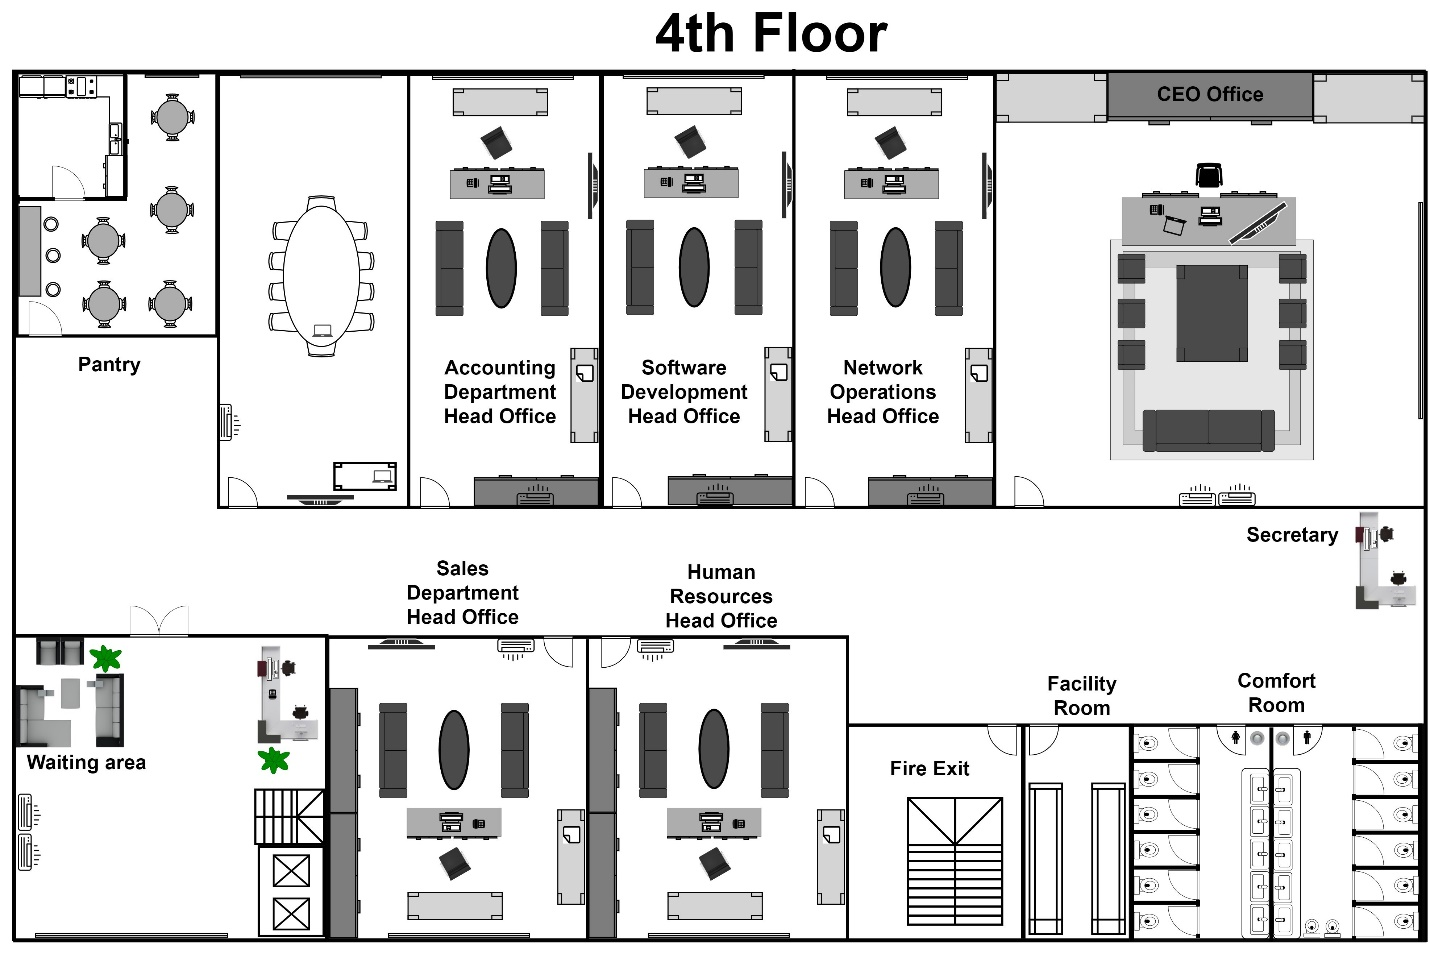 4th Floor
CEO Office
Pantry
Accounting
Department
Head Office
Software
Development
Head Office
Network
Operations
Head Office
Secretary
Sales
Department
Head Office
Human
Resources
Head Office
Facility
Room
Comfort
Room
Waiting area
Fire Exit